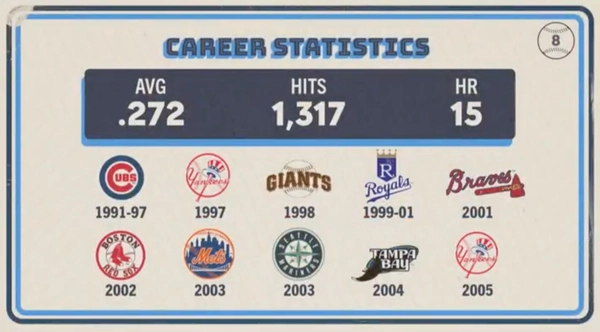 CAREER STATISTICS
8
AVG HITS HR
.272 1,317 15
CUBS Yankees GIANTS R Royals Braves
1991-97 1997 1998 1999-01 2001
BOSTON RED SOX Mets SEATTLE MARINERS TAMPA BAY Yankees
2002 2003 2003 2004 2005